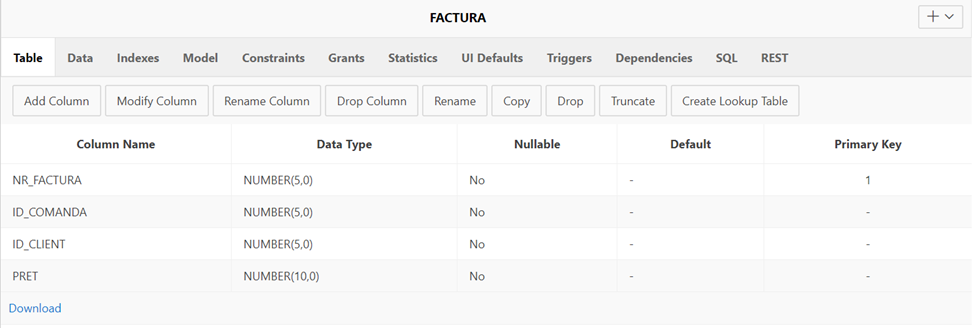 FACTURA
Table Data Indexes Model Constraints Grants Statistics UI Defaults Triggers Dependencies SQL REST
Add Column Modify Column Rename Column Drop Column Rename Copy Drop Truncate Create Lookup Table
Column Name Data Type Nullable Default Primary Key
NR_FACTURA NUMBER(5,0) No - 1
ID_COMANDA NUMBER(5,0) No - -
ID_CLIENT NUMBER(5,0) No - -
PRET NUMBER(10,0) No - -
Download